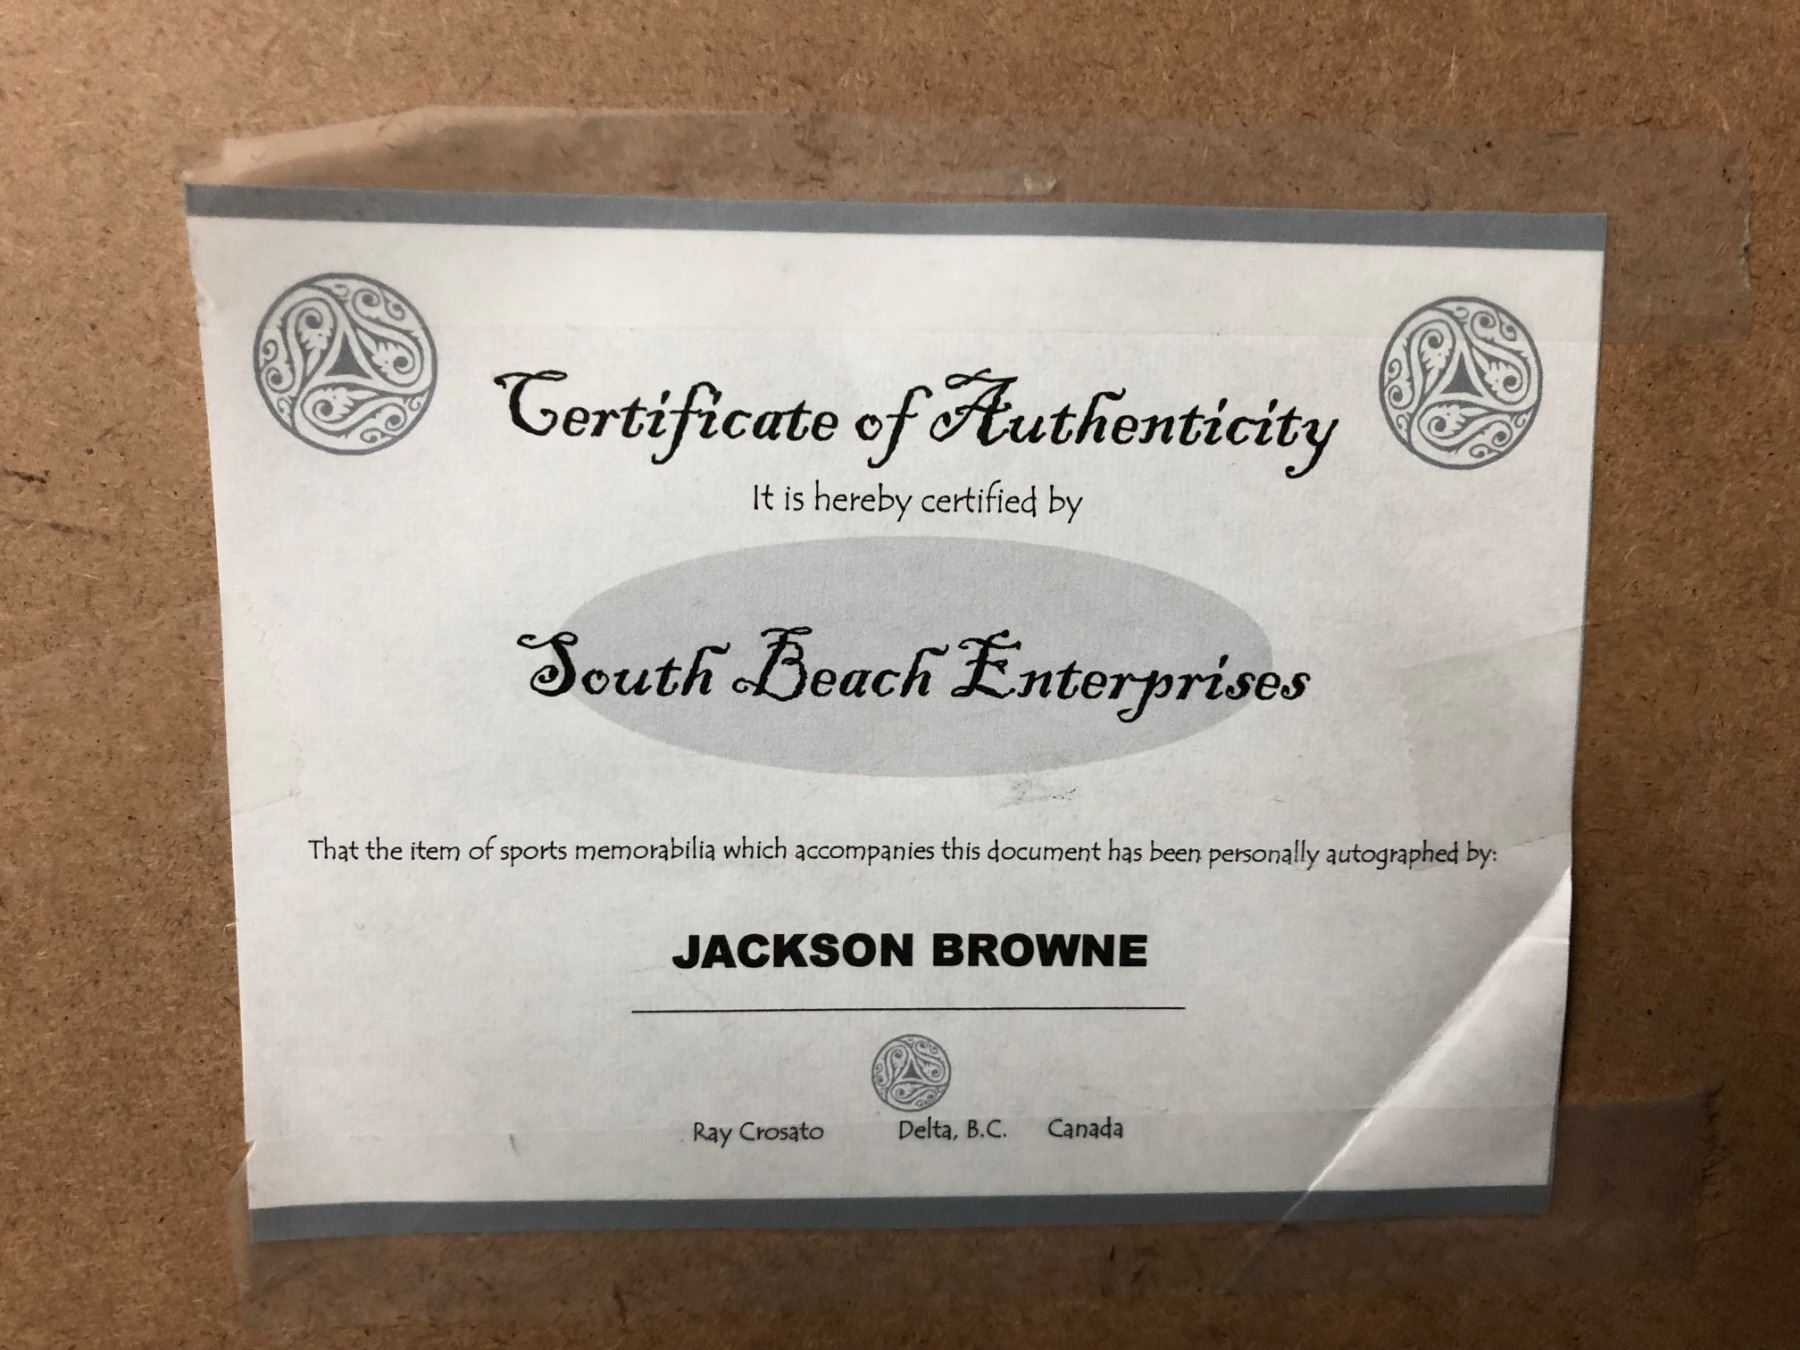 Certificate of Authenticity
It is hereby certified by
South Beach Enterprises
That the item of sports memorabilia which accompanies this document has been personally autographed by:
JACKSON BROWNE
Ray Crosato Delta, B.C. Canada